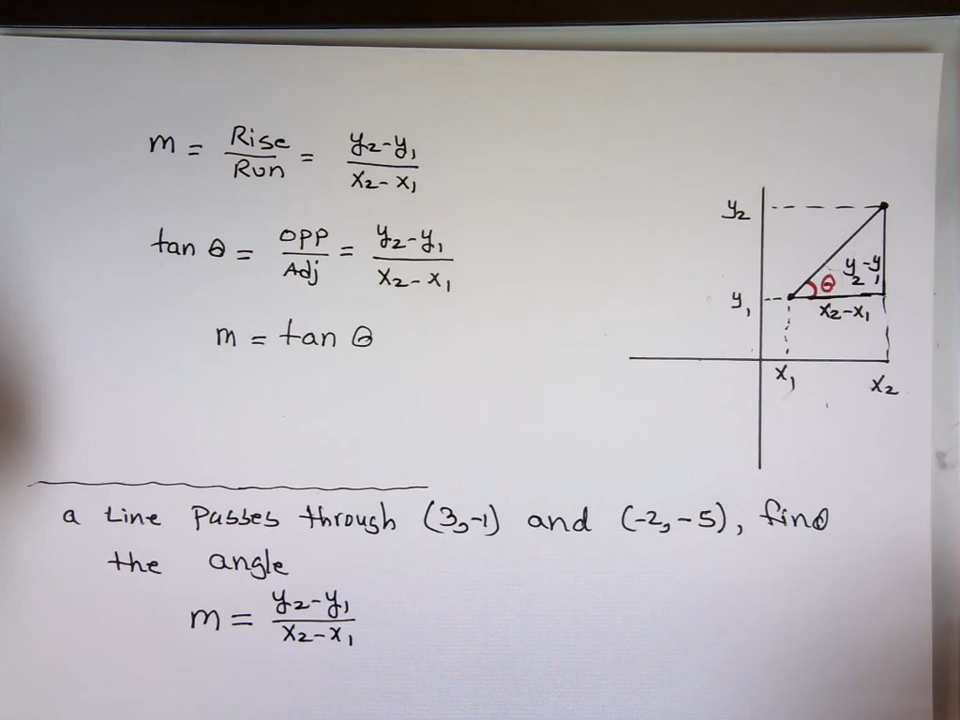 m = Rise/Run = y₂-y₁/x₂-x₁
tan θ = OPP/Adj = y₂-y₁/x₂-x₁
m = tan θ
y₂
y₁
θ
y₂-y₁
x₂-x₁
x₁
x₂
a Line Passes through (3,-1) and (-2,-5), find
the angle
m = y₂-y₁/x₂-x₁